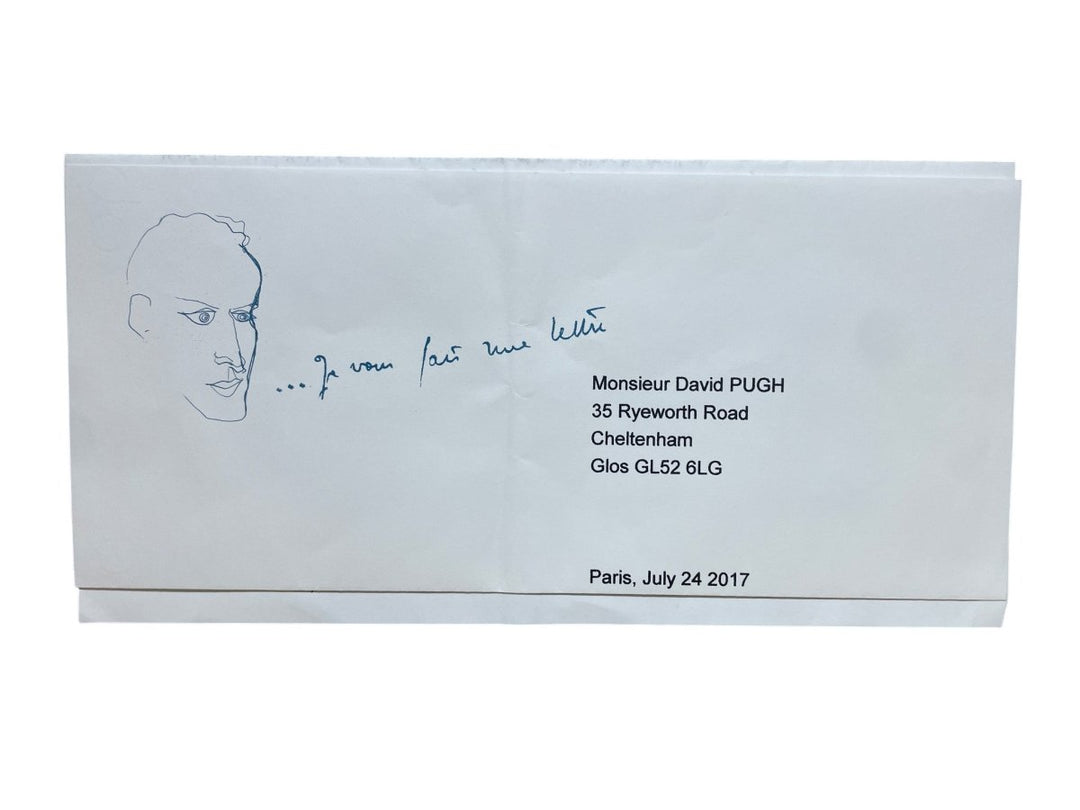 ... Je vous fais une lettre
Monsieur David PUGH
35 Ryeworth Road
Cheltenham
Glos GL52 6LG
Paris, July 24 2017